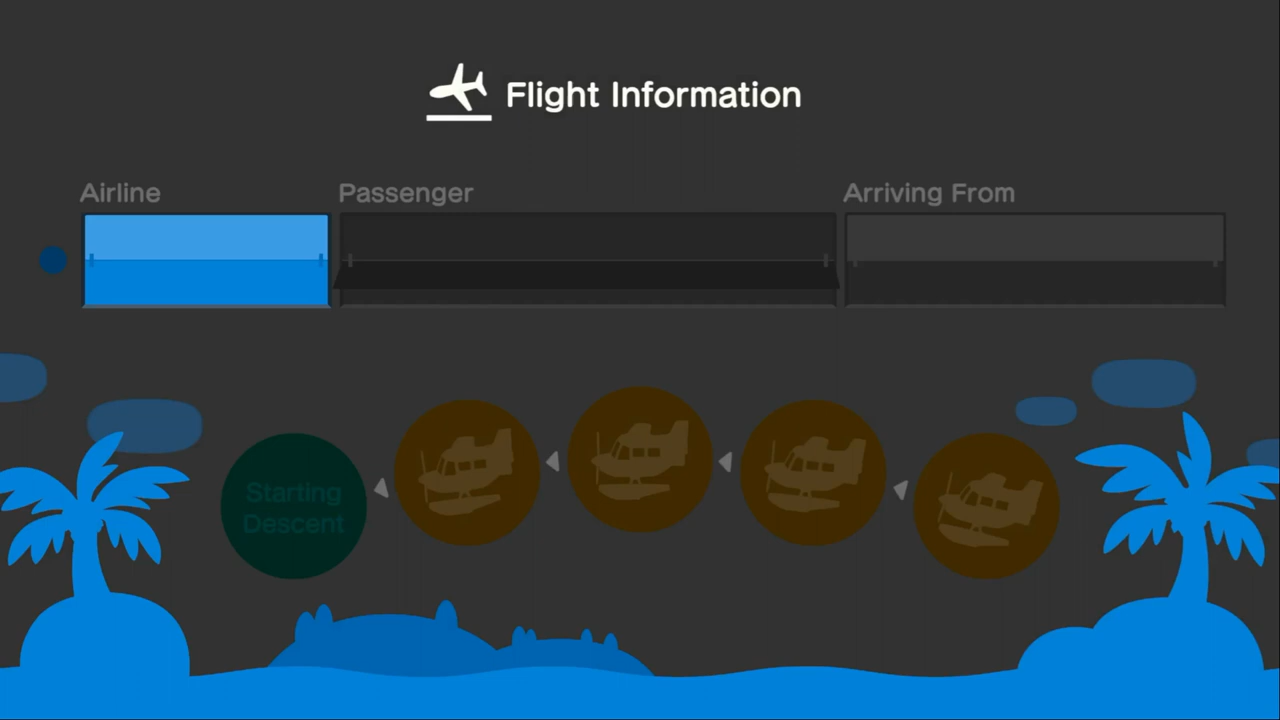 Flight Information
Airline
Passenger
Arriving From
Starting
Descent